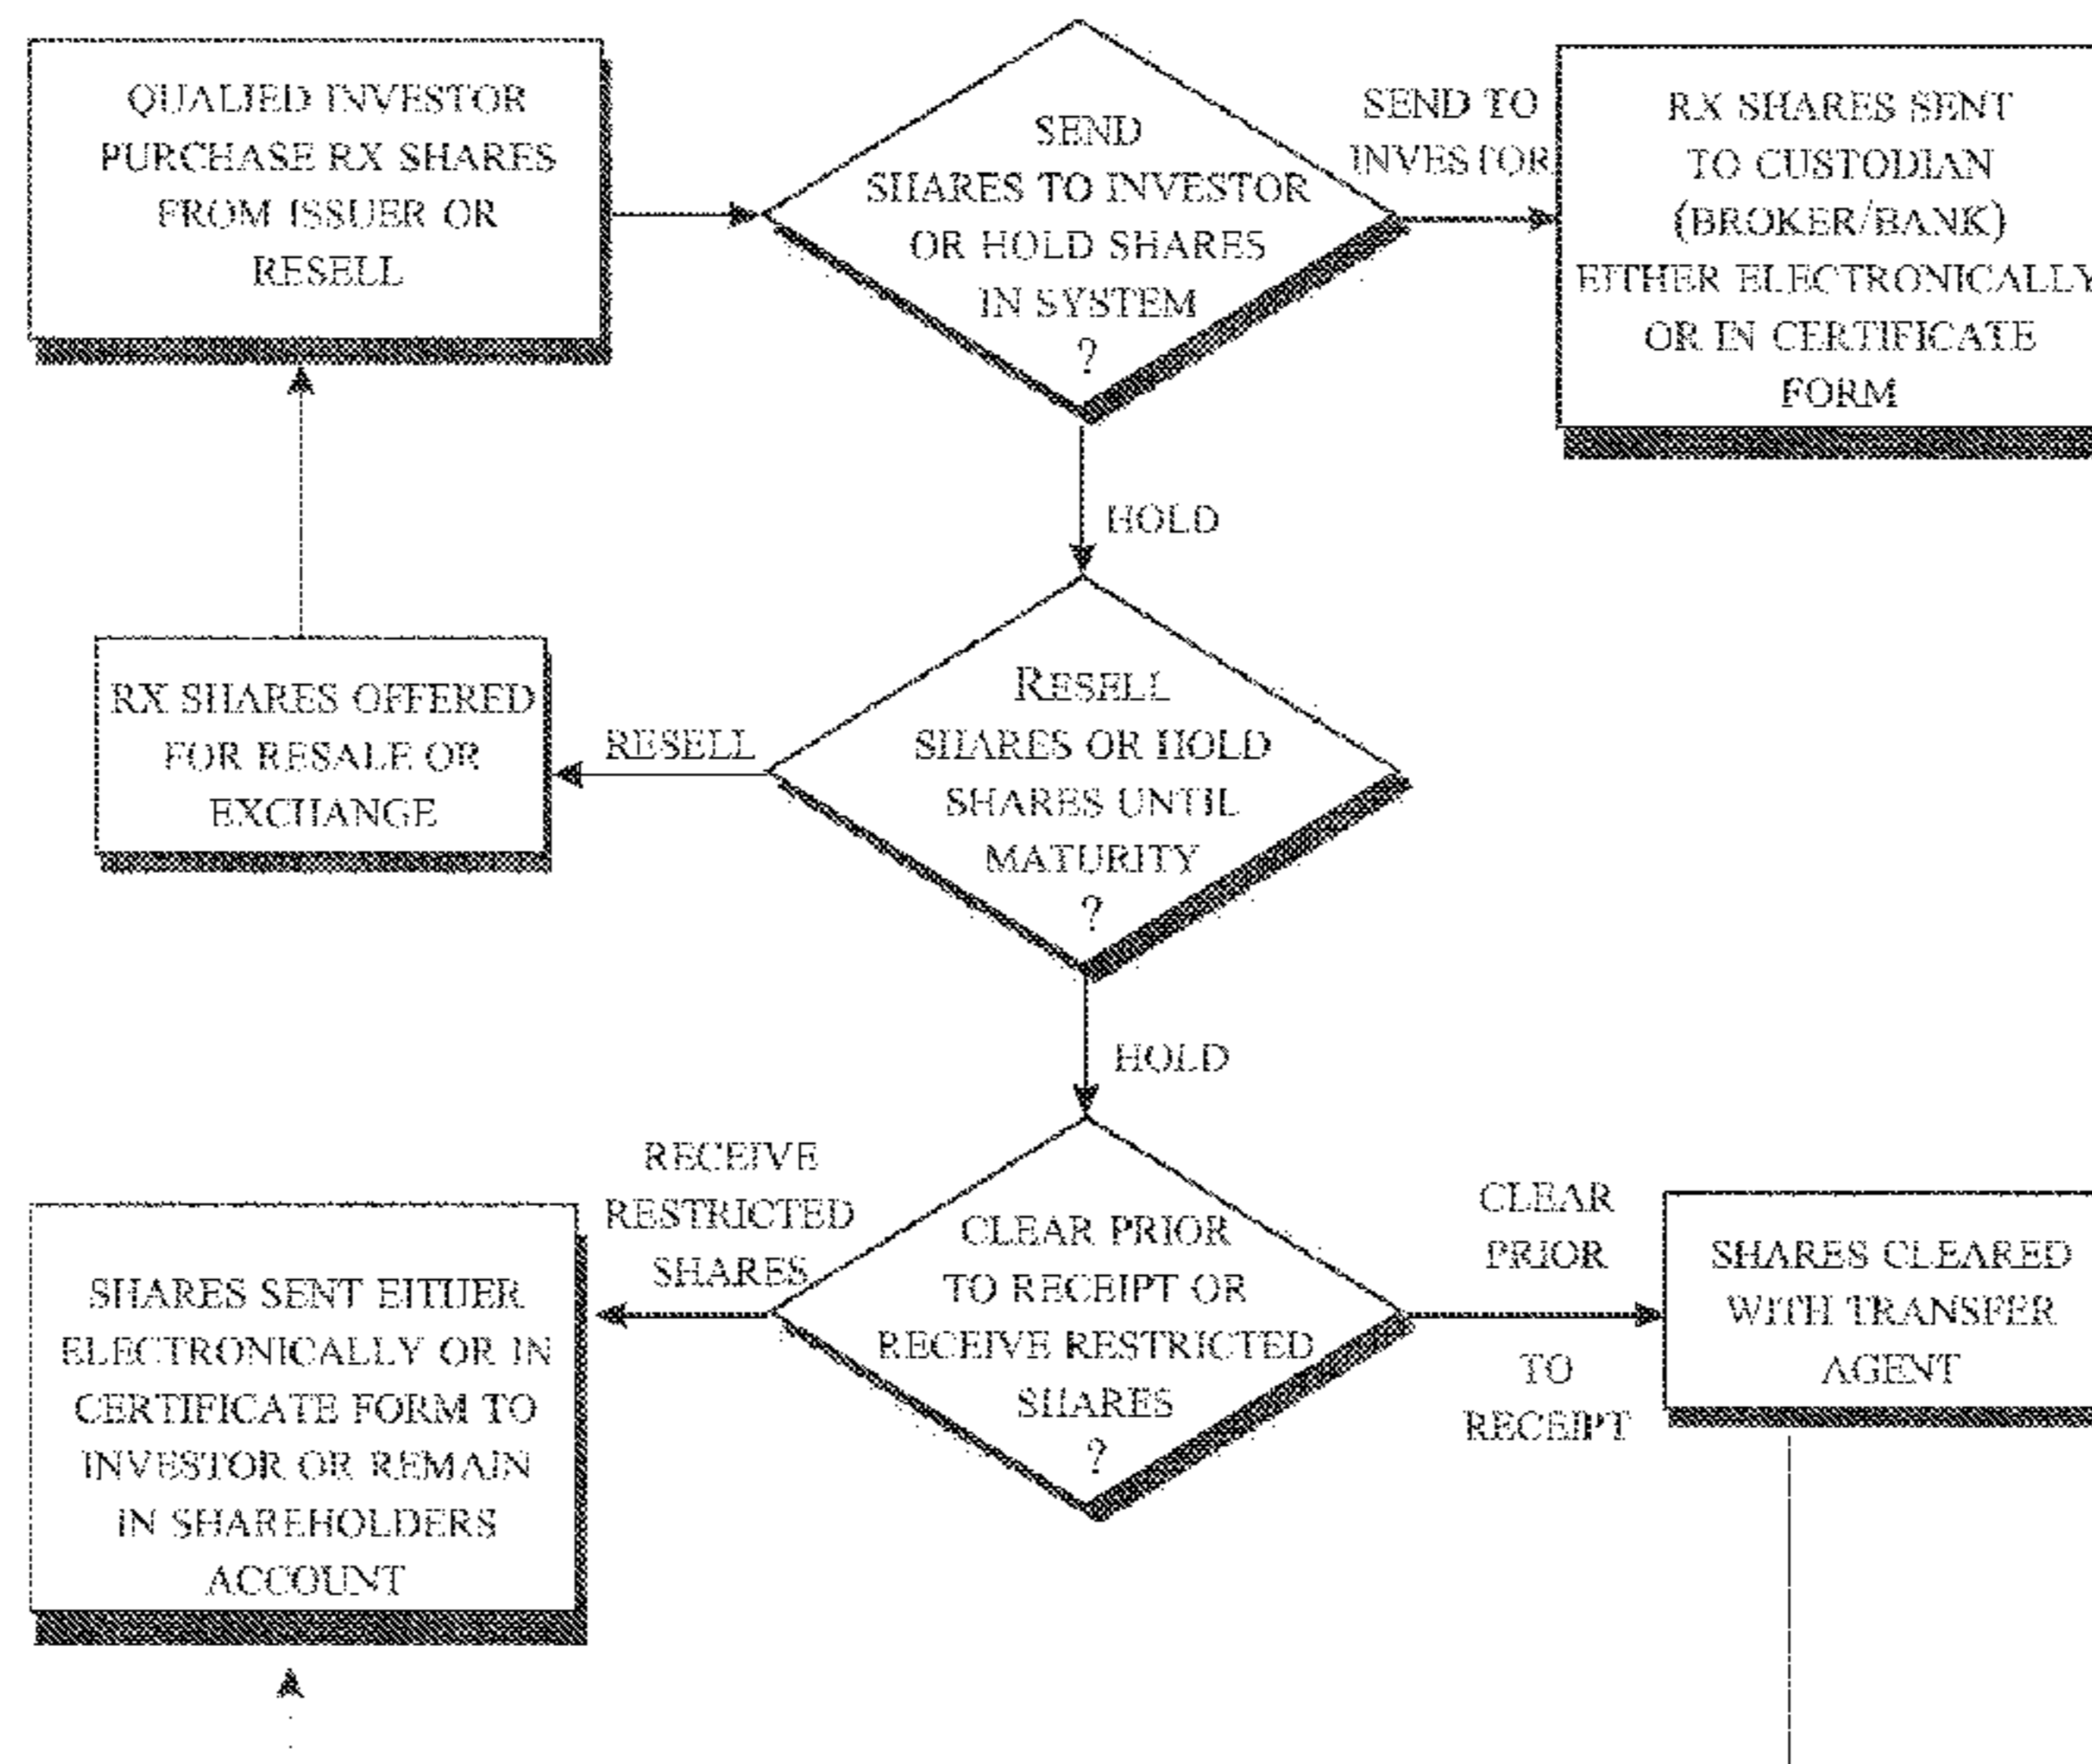 QUALIED INVESTOR
PURCHASE RX SHARES
FROM ISSUER OR
RESELL
SEND
SHARES TO INVESTOR
OR HOLD SHARES
IN SYSTEM
?
SEND TO
INVESTOR
RX SHARES SENT
TO CUSTODIAN
(BROKER/BANK)
EITHER ELECTRONICALLY
OR IN CERTIFICATE
FORM
HOLD
RX SHARES OFFERED
FOR RESALE OR
EXCHANGE
RESELL
RESELL
SHARES OR HOLD
SHARES UNTIL
MATURITY
?
HOLD
SHARES SENT EITHER
ELECTRONICALLY OR IN
CERTIFICATE FORM TO
INVESTOR OR REMAIN
IN SHAREHOLDERS
ACCOUNT
RECEIVE
RESTRICTED
SHARES
CLEAR PRIOR
TO RECEIPT OR
RECEIVE RESTRICTED
SHARES
?
CLEAR
PRIOR
TO
RECEIPT
SHARES CLEARED
WITH TRANSFER
AGENT